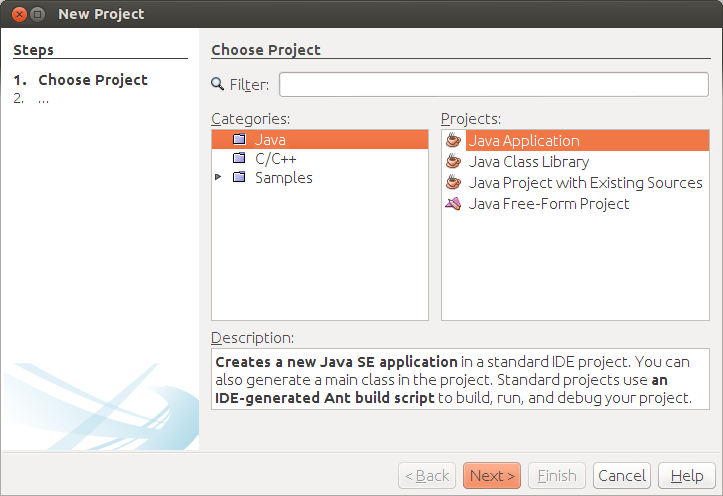 New Project
Steps
1. Choose Project
2. ...
Choose Project
Filter:
Categories:
Java
C/C++
Samples
Projects:
Java Application
Java Class Library
Java Project with Existing Sources
Java Free-Form Project
Description:
Creates a new Java SE application in a standard IDE project. You can
also generate a main class in the project. Standard projects use an
IDE-generated Ant build script to build, run, and debug your project.
< Back
Next >
Finish
Cancel
Help